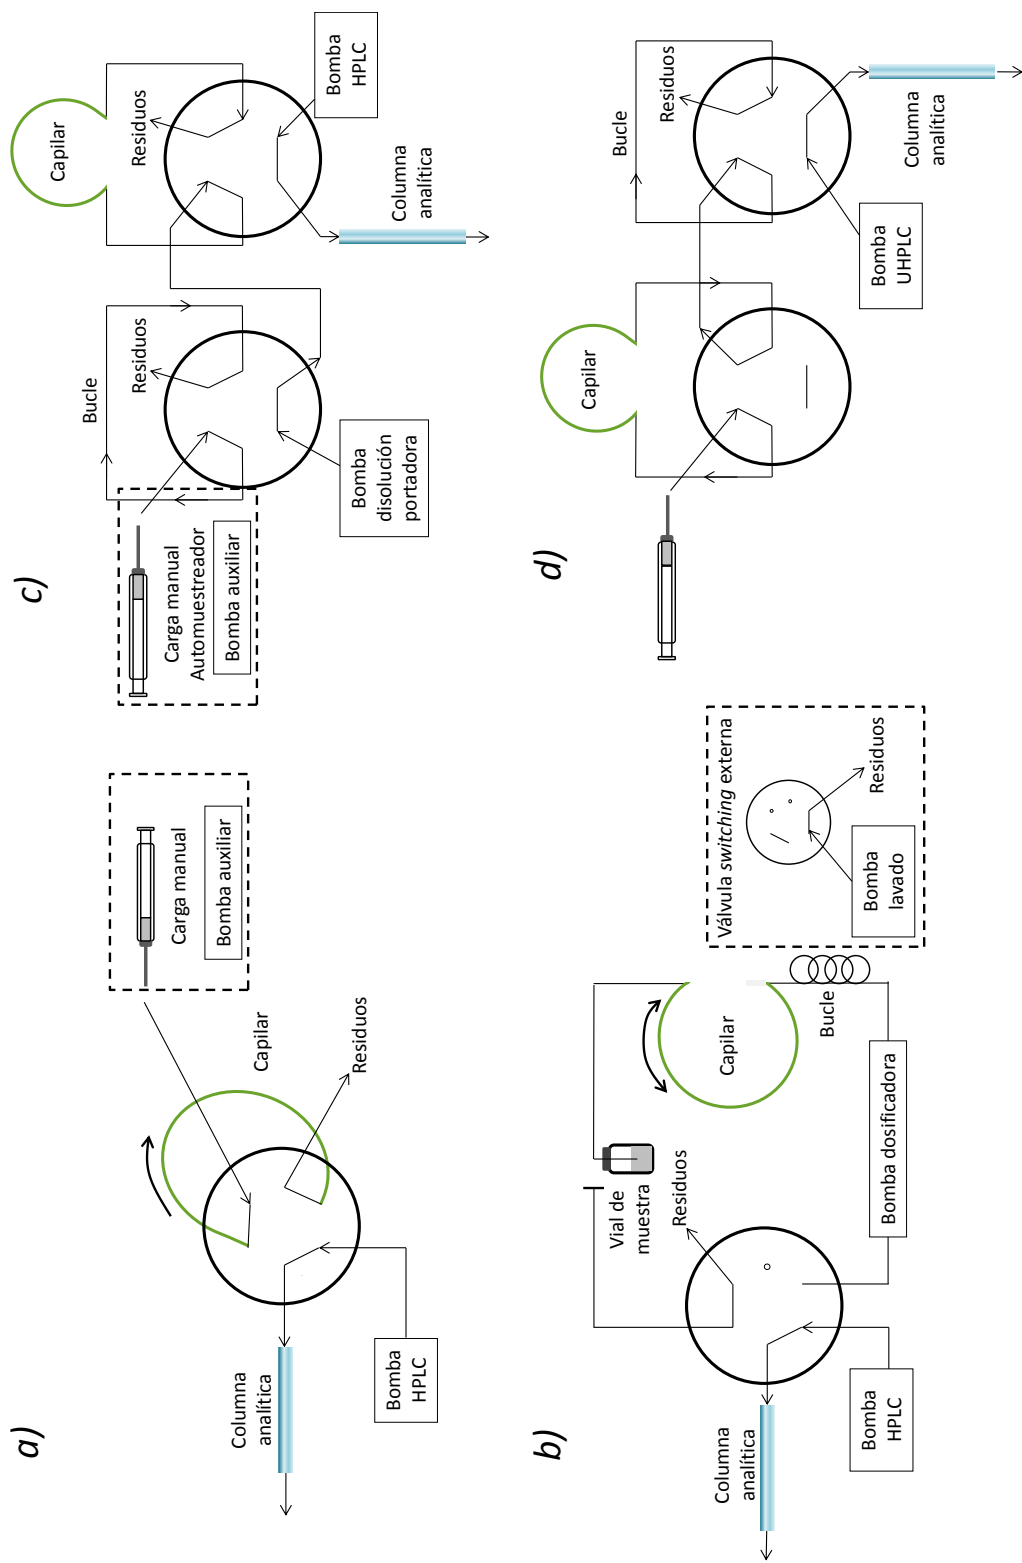 a)
Carga manual
Bomba auxiliar
Capilar
Residuos
Columna
analítica
Bomba
HPLC
c)
Carga manual
Automuestreador
Bomba auxiliar
Bucle
Residuos
Bomba
disolución
portadora
Capilar
Residuos
Bomba
HPLC
Columna
analítica
b)
Vial de
muestra
Residuos
Capilar
Bucle
Bomba dosificadora
Columna
analítica
Bomba
HPLC
Válvula switching externa
Residuos
Bomba
lavado
d)
Capilar
Bucle
Residuos
Bomba
UHPLC
Columna
analítica